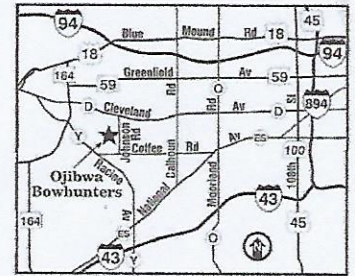 94
45
Blue Mound Rd 18
94
18
164
59 Greenfield Av 59
Rd
O
D Cleveland Av D
Rd
St
894
Y
Johnson Rd
Coffee Rd
Calhoun
Moorland
ES
100
108th
Racine
Ojibwa
Bowhunters
National
43
164
ES
Ny
45
43
Y
O
N